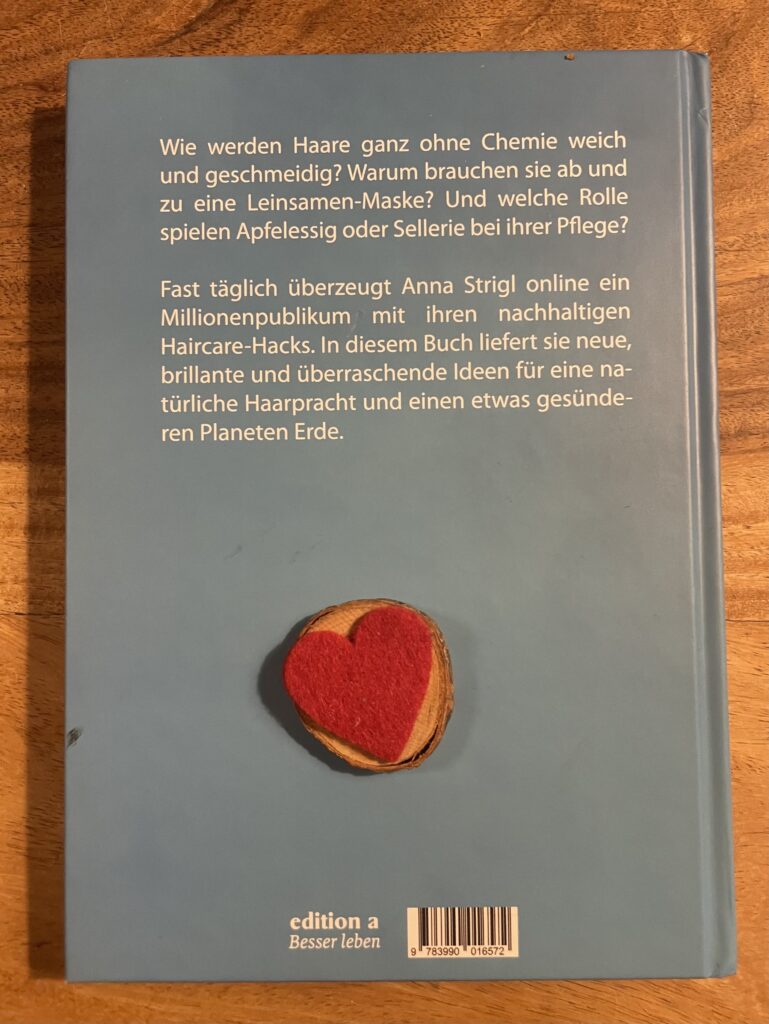 Wie werden Haare ganz ohne Chemie weich
und geschmeidig? Warum brauchen sie ab und
zu eine Leinsamen-Maske? Und welche Rolle
spielen Apfelessig oder Sellerie bei ihrer Pflege?
Fast täglich überzeugt Anna Strigl online ein
Millionenpublikum mit ihren nachhaltigen
Haircare-Hacks. In diesem Buch liefert sie neue,
brillante und überraschende Ideen für eine na-
türliche Haarpracht und einen etwas gesünde-
ren Planeten Erde.
edition a
Besser leben
9 783990 016572